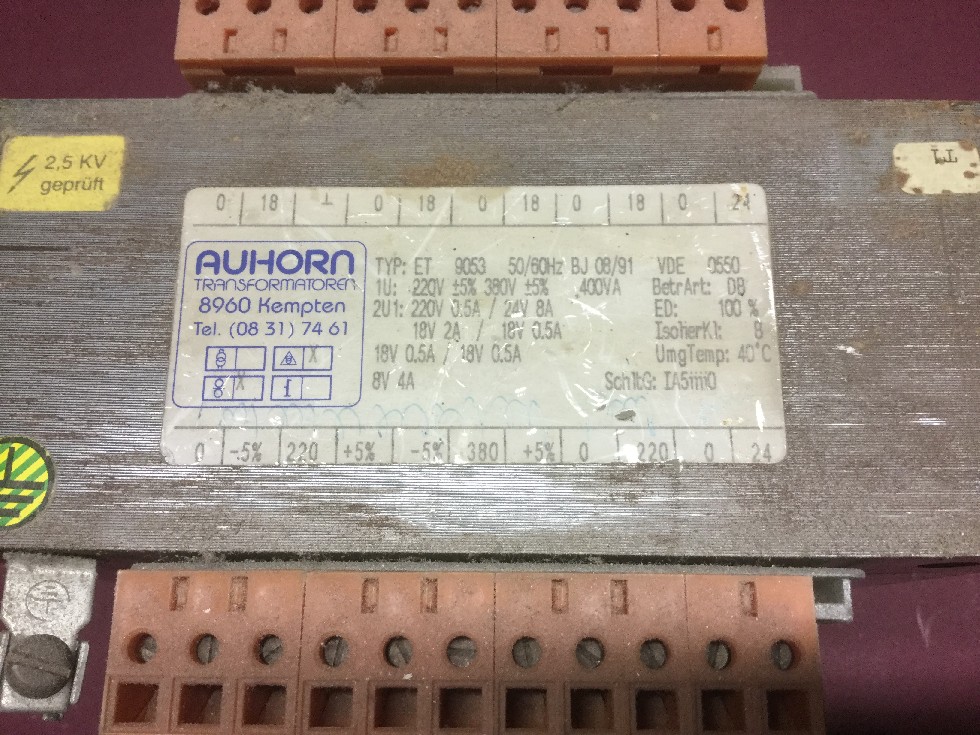 2,5 KV
geprüft
0 18 ⊥ 0 18 0 18 0 18 0 24
AUHORN
TRANSFORMATOREN
8960 Kempten
Tel. (08 31) 74 61
X
X
TYP: ET 9053 50/60Hz BJ 08/91 VDE 0550
1U: 220V ±5% 380V ±5% 400VA BetrArt: DB
2U1: 220V 0.5A / 24V 8A ED: 100 %
18V 2A / 18V 0.5A IsolierKl: B
18V 0.5A / 18V 0.5A UmgTemp: 40°C
8V 4A SchltG:
0 -5% 220 +5% -5% 380 +5% 0 220 0 24